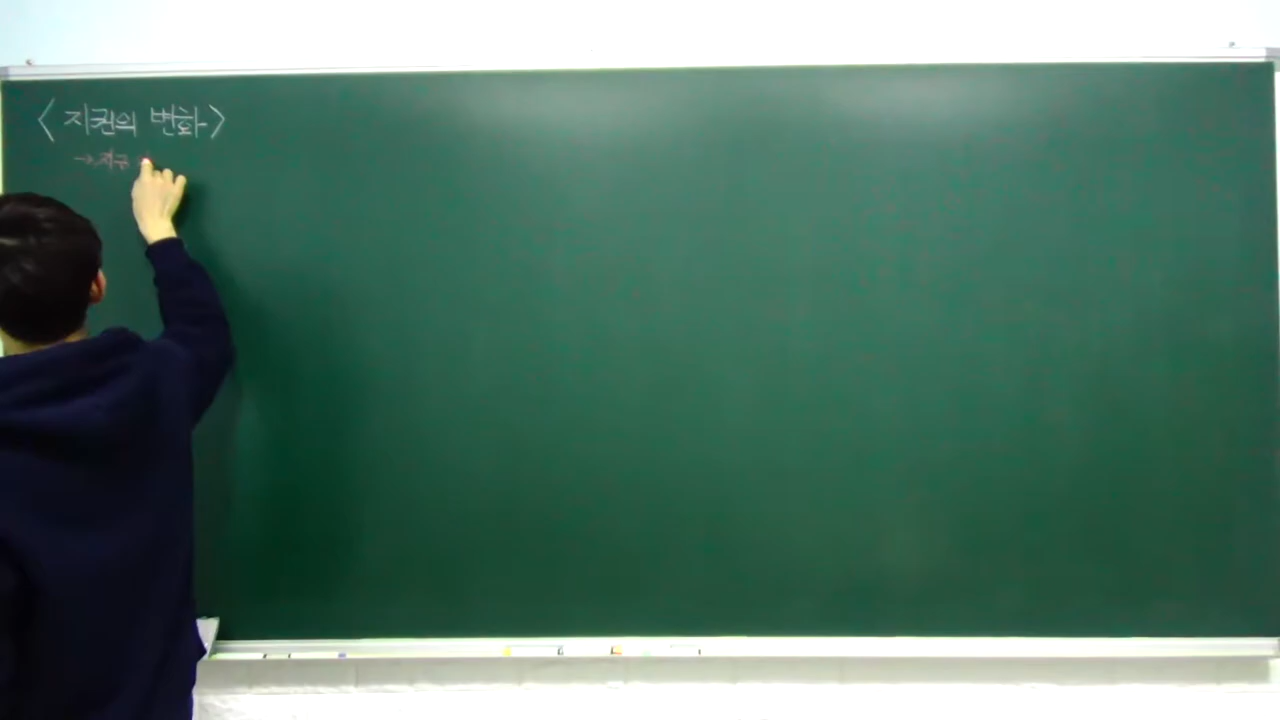 < 지권의 변화 >
→ 지구